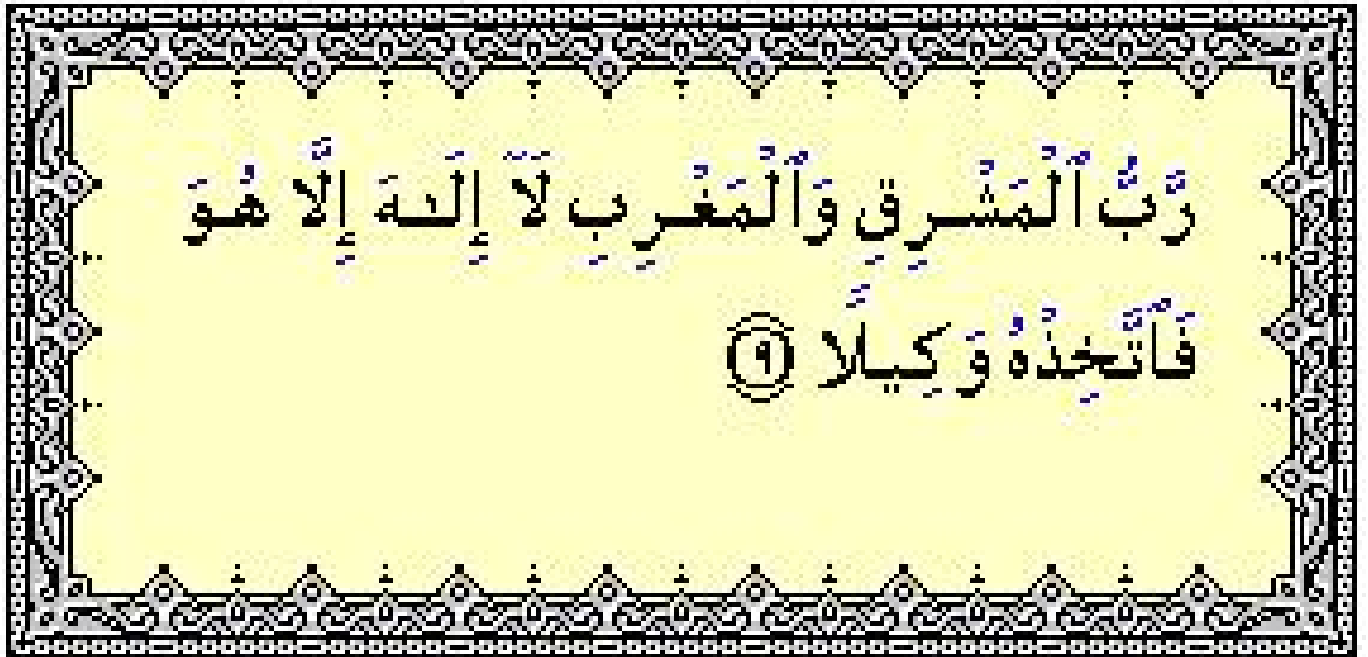 رَّبُّ ٱلْمَشْرِقِ وَٱلْمَغْرِبِ لَآ إِلَـٰهَ إِلَّا هُوَ
فَٱتَّخِذْهُ وَكِيلًا ٩